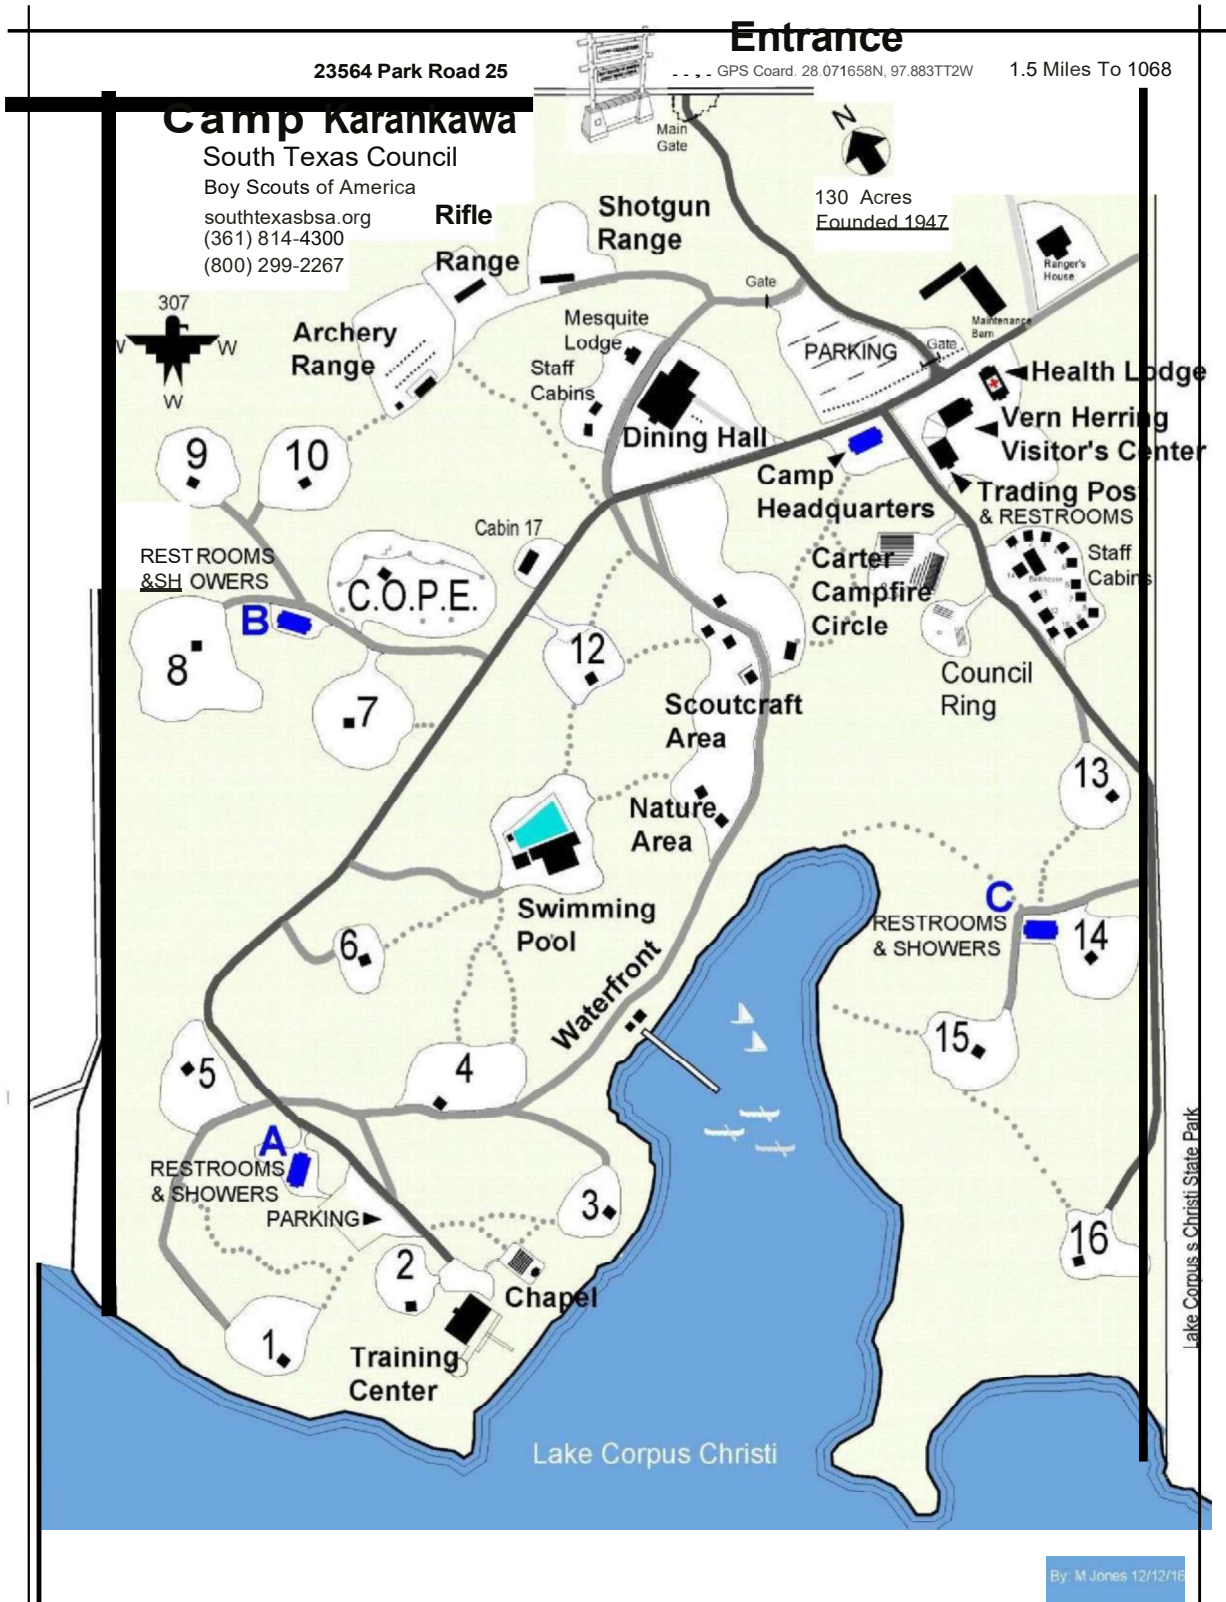 Entrance
23564 Park Road 25
GPS Coard. 28.071658N, 97.883TT2W
1.5 Miles To 1068
Camp Karankawa
South Texas Council
Boy Scouts of America
southtexasbsa.org
(361) 814-4300
(800) 299-2267
Main
Gate
N
130 Acres
Founded 1947
Rifle
Range
Shotgun
Range
Ranger's
House
Gate
307
W W
W
Archery
Range
Mesquite
Lodge
Staff
Cabins
Maintenance
Barn
PARKING
Gate
Health Lodge
Dining Hall
Vern Herring
Visitor's Center
9
10
Camp
Headquarters
Trading Post
& RESTROOMS
Cabin 17
RESTROOMS
&SH OWERS
C.O.P.E.
Carter
Campfire
Circle
Staff
Cabins
B
8
12
7
Council
Ring
Scoutcraft
Area
13
Nature
Area
Swimming
Pool
C
RESTROOMS
& SHOWERS
14
6
Waterfront
15
5
4
A
RESTROOMS
& SHOWERS
PARKING
3
16
2
Chapel
1
Training
Center
Lake Corpus s Christi State Park
Lake Corpus Christi
By: M Jones 12/12/16